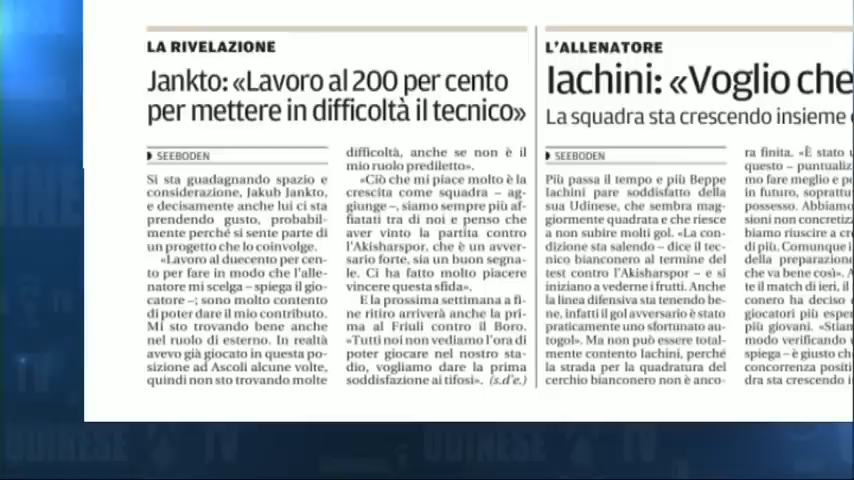 LA RIVELAZIONE
Jankto: «Lavoro al 200 per cento
per mettere in difficoltà il tecnico»
SEEBODEN
Si sta guadagnando spazio e
considerazione, Jakub Jankto,
e decisamente anche lui ci sta
prendendo gusto, probabil-
mente perché si sente parte di
un progetto che lo coinvolge.
«Lavoro al duecento per cen-
to per fare in modo che l'alle-
natore mi scelga – spiega il gio-
catore –; sono molto contento
di poter dare il mio contributo.
Mi sto trovando bene anche
nel ruolo di esterno. In realtà
avevo già giocato in questa po-
sizione ad Ascoli alcune volte,
quindi non sto trovando molte
difficoltà, anche se non è il
mio ruolo prediletto».
«Ciò che mi piace molto è la
crescita come squadra – ag-
giunge –, siamo sempre più af-
fiatati tra di noi e penso che
aver vinto la partita contro
l'Akisharspor, che è un avver-
sario forte, sia un buon segna-
le. Ci ha fatto molto piacere
vincere questa sfida».
E la prossima settimana a fi-
ne ritiro arriverà anche la pri-
ma al Friuli contro il Boro.
«Tutti noi non vediamo l'ora di
poter giocare nel nostro sta-
dio, vogliamo dare la prima
soddisfazione ai tifosi». (s.d'e.)
L'ALLENATORE
Iachini: «Voglio che
La squadra sta crescendo insieme
SEEBODEN
Più passa il tempo e più Beppe
Iachini pare soddisfatto della
sua Udinese, che sembra mag-
giormente quadrata e che riesce
a non subire molti gol. «La con-
dizione sta salendo – dice il tec-
nico bianconero al termine del
test contro l'Akisharspor – e si
iniziano a vederne i frutti. Anche
la linea difensiva sta tenendo be-
ne, infatti il gol avversario è stato
praticamente uno sfortunato au-
togol». Ma non può essere total-
mente contento Iachini, perché
la strada per la quadratura del
cerchio bianconero non è anco-
ra finita. «È stato
questo – puntualiz
mo fare meglio e p
in futuro, soprattu
possesso. Abbiamo
sioni non concretiz
biamo riuscire a cr
di più. Comunque i
della preparazion
che va bene così».
te il match di ieri, il
conero ha deciso
giocatori più espe
più giovani. «Stian
modo verificando
spiega – è giusto ch
concorrenza positi
dra sta crescendo i
UDINESE TV
UDINESE TV